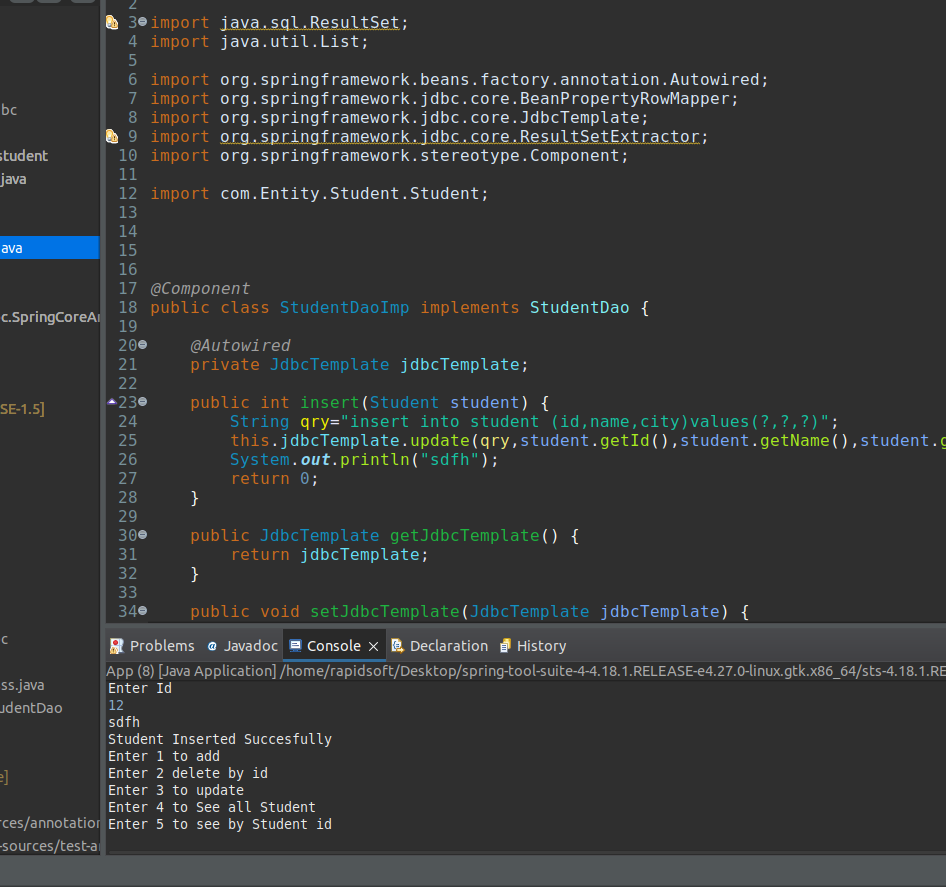 2
3 import java.sql.ResultSet;
4 import java.util.List;
5
6 import org.springframework.beans.factory.annotation.Autowired;
7 import org.springframework.jdbc.core.BeanPropertyRowMapper;
8 import org.springframework.jdbc.core.JdbcTemplate;
9 import org.springframework.jdbc.core.ResultSetExtractor;
10 import org.springframework.stereotype.Component;
11
12 import com.Entity.Student.Student;
13
14
15
16
17 @Component
18 public class StudentDaoImp implements StudentDao {
19
20 @Autowired
21 private JdbcTemplate jdbcTemplate;
22
23 public int insert(Student student) {
24 String qry="insert into student (id,name,city)values(?,?,?)";
25 this.jdbcTemplate.update(qry,student.getId(),student.getName(),student.g
26 System.out.println("sdfh");
27 return 0;
28 }
29
30 public JdbcTemplate getJdbcTemplate() {
31 return jdbcTemplate;
32 }
33
34 public void setJdbcTemplate(JdbcTemplate jdbcTemplate) {
bc
student
java
ava
c.SpringCoreAn
SE-1.5]
c
ss.java
udentDao
e]
rces/annotation
-sources/test-a
Problems Javadoc Console Declaration History
App (8) [Java Application] /home/rapidsoft/Desktop/spring-tool-suite-4-4.18.1.RELEASE-e4.27.0-linux.gtk.x86_64/sts-4.18.1.RE
Enter Id
12
sdfh
Student Inserted Succesfully
Enter 1 to add
Enter 2 delete by id
Enter 3 to update
Enter 4 to See all Student
Enter 5 to see by Student id